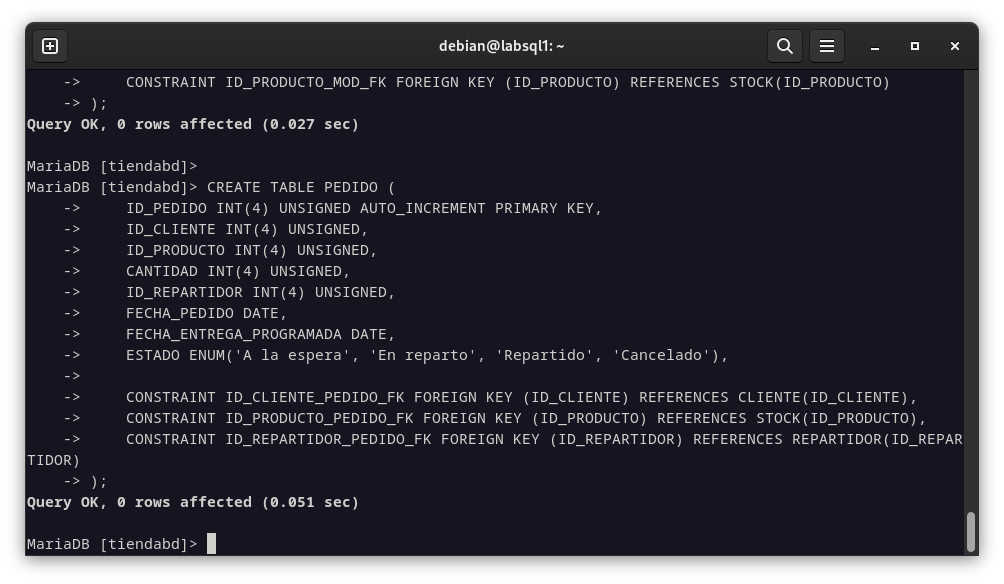 debian@labsql1: ~
    ->     CONSTRAINT ID_PRODUCTO_MOD_FK FOREIGN KEY (ID_PRODUCTO) REFERENCES STOCK(ID_PRODUCTO)
    -> );
Query OK, 0 rows affected (0.027 sec)

MariaDB [tiendabd]>
MariaDB [tiendabd]> CREATE TABLE PEDIDO (
    ->     ID_PEDIDO INT(4) UNSIGNED AUTO_INCREMENT PRIMARY KEY,
    ->     ID_CLIENTE INT(4) UNSIGNED,
    ->     ID_PRODUCTO INT(4) UNSIGNED,
    ->     CANTIDAD INT(4) UNSIGNED,
    ->     ID_REPARTIDOR INT(4) UNSIGNED,
    ->     FECHA_PEDIDO DATE,
    ->     FECHA_ENTREGA_PROGRAMADA DATE,
    ->     ESTADO ENUM('A la espera', 'En reparto', 'Repartido', 'Cancelado'),
    ->
    ->     CONSTRAINT ID_CLIENTE_PEDIDO_FK FOREIGN KEY (ID_CLIENTE) REFERENCES CLIENTE(ID_CLIENTE),
    ->     CONSTRAINT ID_PRODUCTO_PEDIDO_FK FOREIGN KEY (ID_PRODUCTO) REFERENCES STOCK(ID_PRODUCTO),
    ->     CONSTRAINT ID_REPARTIDOR_PEDIDO_FK FOREIGN KEY (ID_REPARTIDOR) REFERENCES REPARTIDOR(ID_REPAR
TIDOR)
    -> );
Query OK, 0 rows affected (0.051 sec)

MariaDB [tiendabd]>